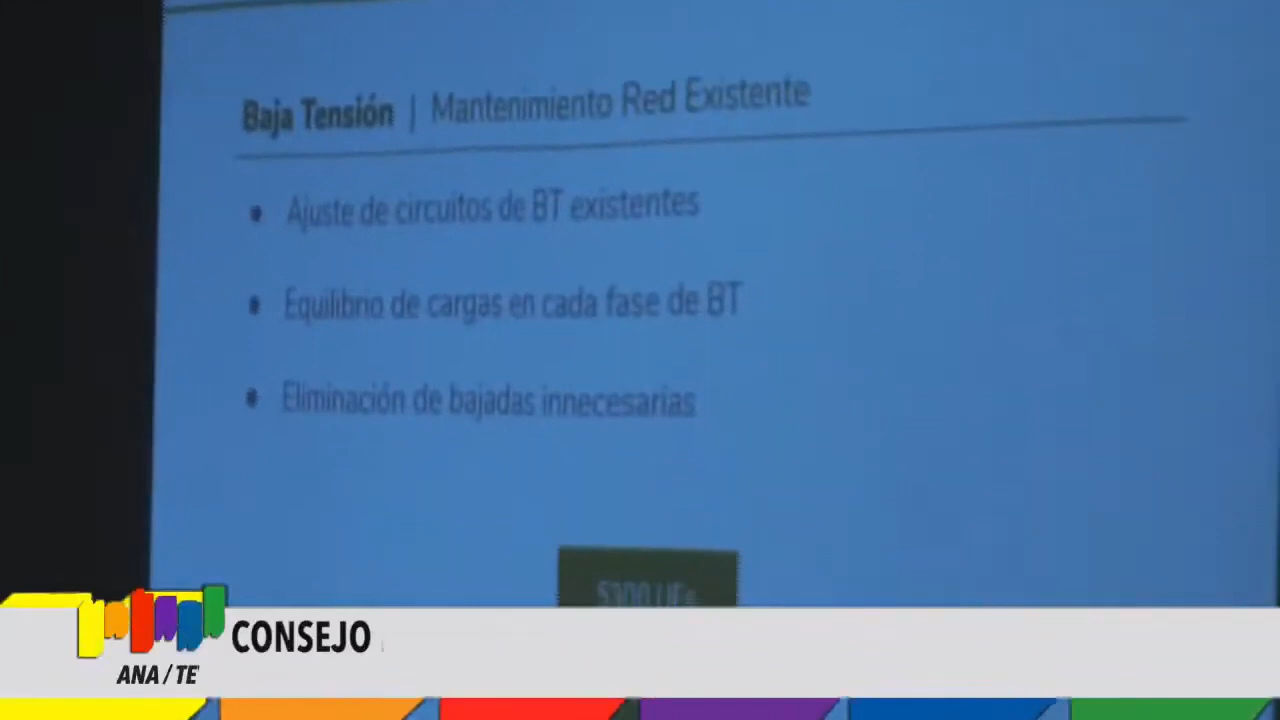 Baja Tensión | Mantenimiento Red Existente
• Ajuste de circuitos de BT existentes
• Equilibrio de cargas en cada fase de BT
• Eliminación de bajadas innecesarias
CONSEJO
ANA / TE